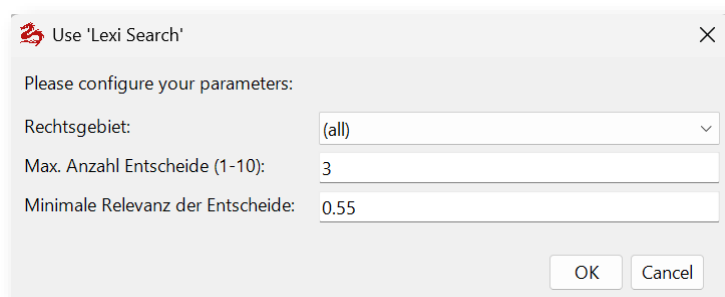 Use 'Lexi Search'
Please configure your parameters:
Rechtsgebiet: (all)
Max. Anzahl Entscheide (1-10): 3
Minimale Relevanz der Entscheide: 0.55
OK Cancel